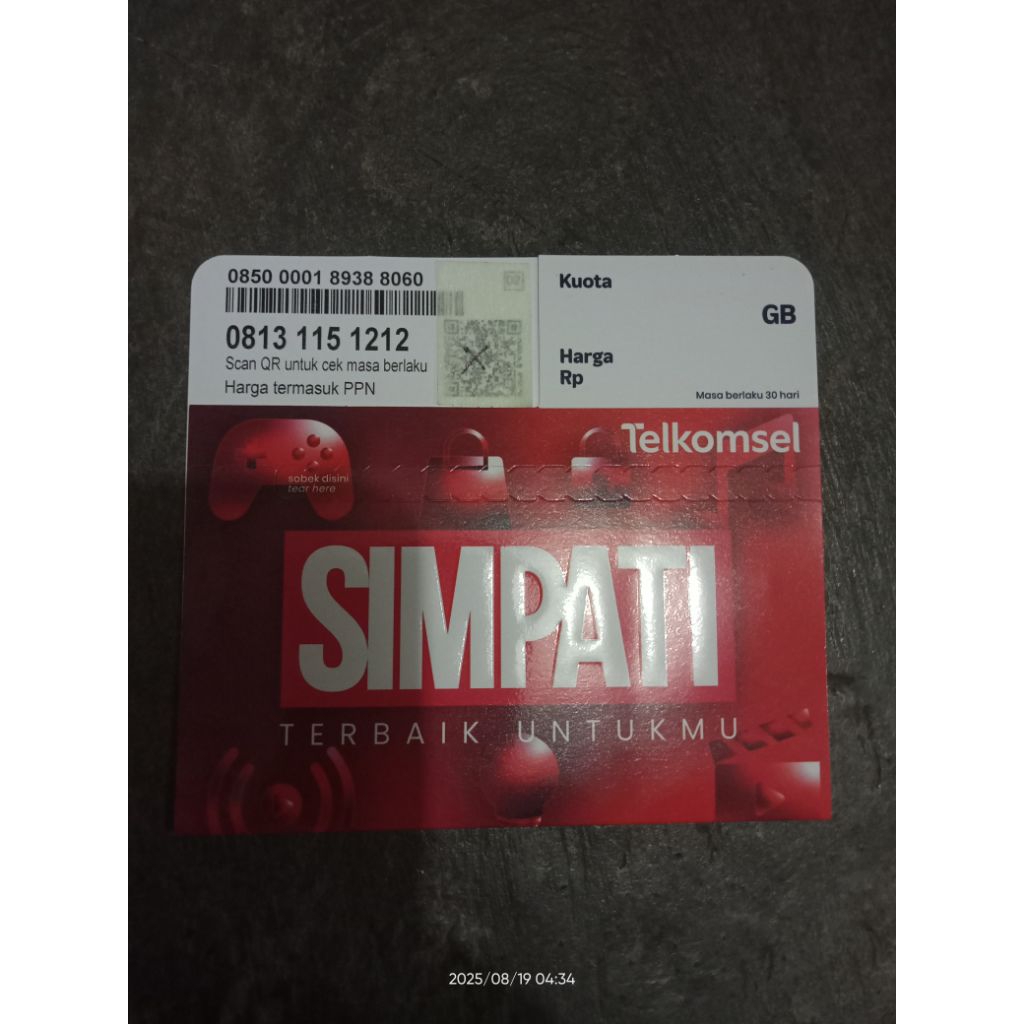 0850 0001 8938 8060
0813 115 1212
Scan QR untuk cek masa berlaku
Harga termasuk PPN
02
Kuota
GB
Harga
Rp
Masa berlaku 30 hari
Telkomsel
sobek disini
tear here
SIMPATI
TERBAIK UNTUKMU
2025/08/19 04:34